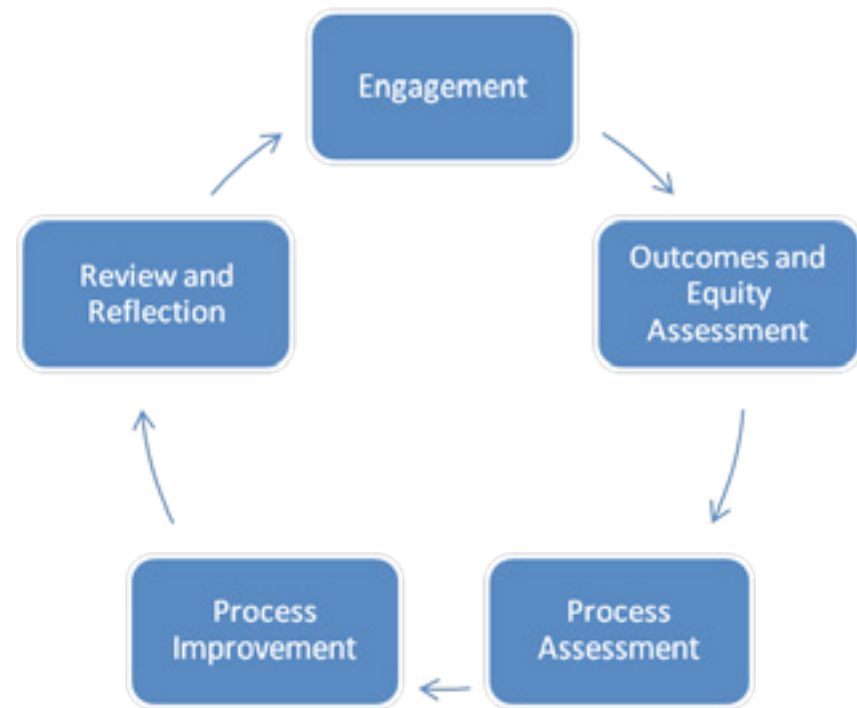 Engagement
Outcomes and
Equity
Assessment
Process
Assessment
Process
Improvement
Review and
Reflection